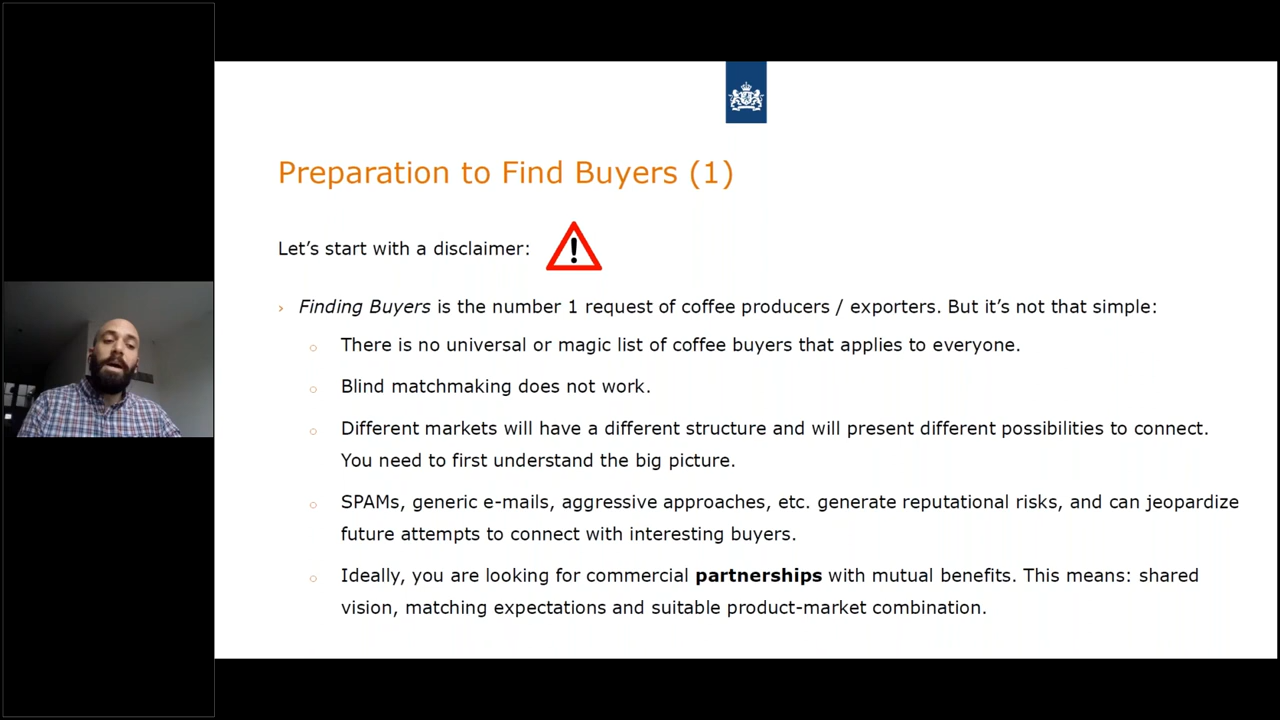 Preparation to Find Buyers (1)
Let’s start with a disclaimer:
› Finding Buyers is the number 1 request of coffee producers / exporters. But it’s not that simple:
○ There is no universal or magic list of coffee buyers that applies to everyone.
○ Blind matchmaking does not work.
○ Different markets will have a different structure and will present different possibilities to connect.
You need to first understand the big picture.
○ SPAMs, generic e-mails, aggressive approaches, etc. generate reputational risks, and can jeopardize
future attempts to connect with interesting buyers.
○ Ideally, you are looking for commercial partnerships with mutual benefits. This means: shared
vision, matching expectations and suitable product-market combination.